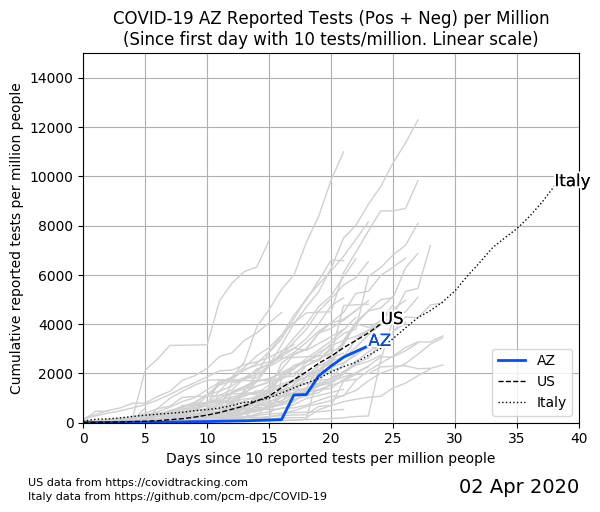 COVID-19 AZ Reported Tests (Pos + Neg) per Million
(Since first day with 10 tests/million. Linear scale)
Cumulative reported tests per million people
14000
12000
10000
8000
6000
4000
2000
0
Italy
US
AZ
AZ
US
Italy
0 5 10 15 20 25 30 35 40
Days since 10 reported tests per million people
US data from https://covidtracking.com
Italy data from https://github.com/pcm-dpc/COVID-19
02 Apr 2020